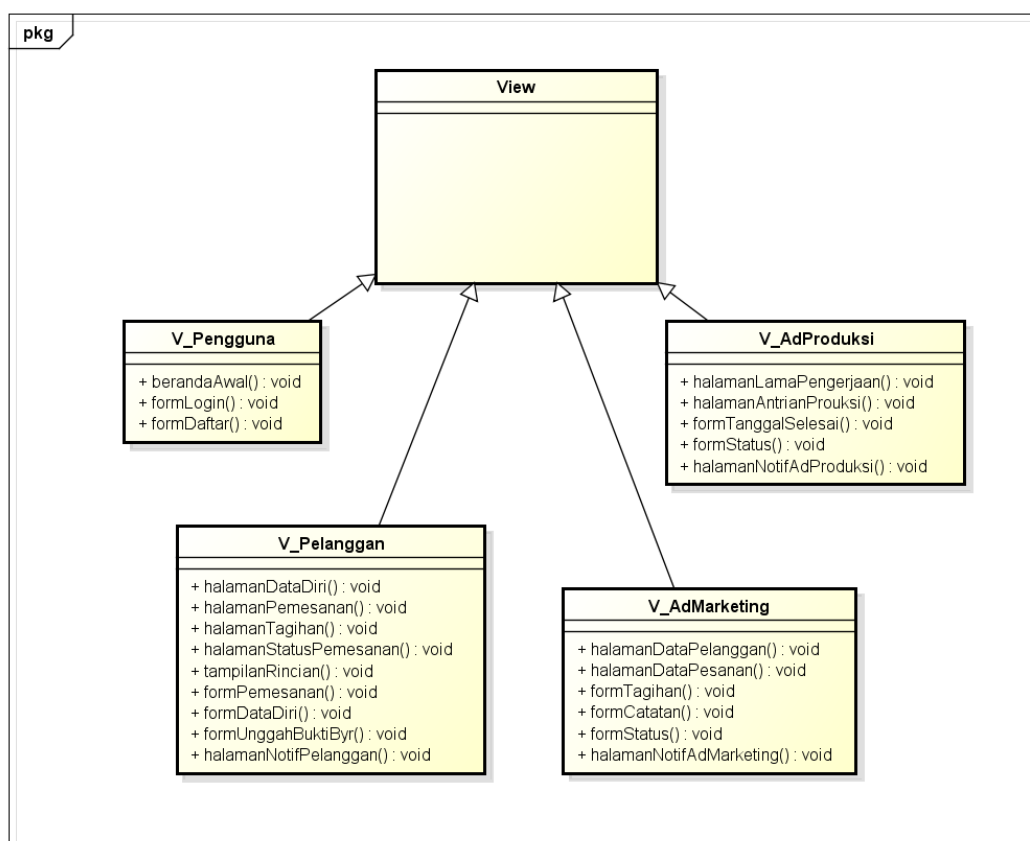 pkg
View
V_Pengguna
+ berandaAwal() : void
+ formLogin() : void
+ formDaftar() : void
V_AdProduksi
+ halamanLamaPengerjaan() : void
+ halamanAntrianProuksi() : void
+ formTanggalSelesai() : void
+ formStatus() : void
+ halamanNotifAdProduksi() : void
V_Pelanggan
+ halamanDataDiri() : void
+ halamanPemesanan() : void
+ halamanTagihan() : void
+ halamanStatusPemesanan() : void
+ tampilanRincian() : void
+ formPemesanan() : void
+ formDataDiri() : void
+ formUnggahBuktiByr() : void
+ halamanNotifPelanggan() : void
V_AdMarketing
+ halamanDataPelanggan() : void
+ halamanDataPesanan() : void
+ formTagihan() : void
+ formCatatan() : void
+ formStatus() : void
+ halamanNotifAdMarketing() : void